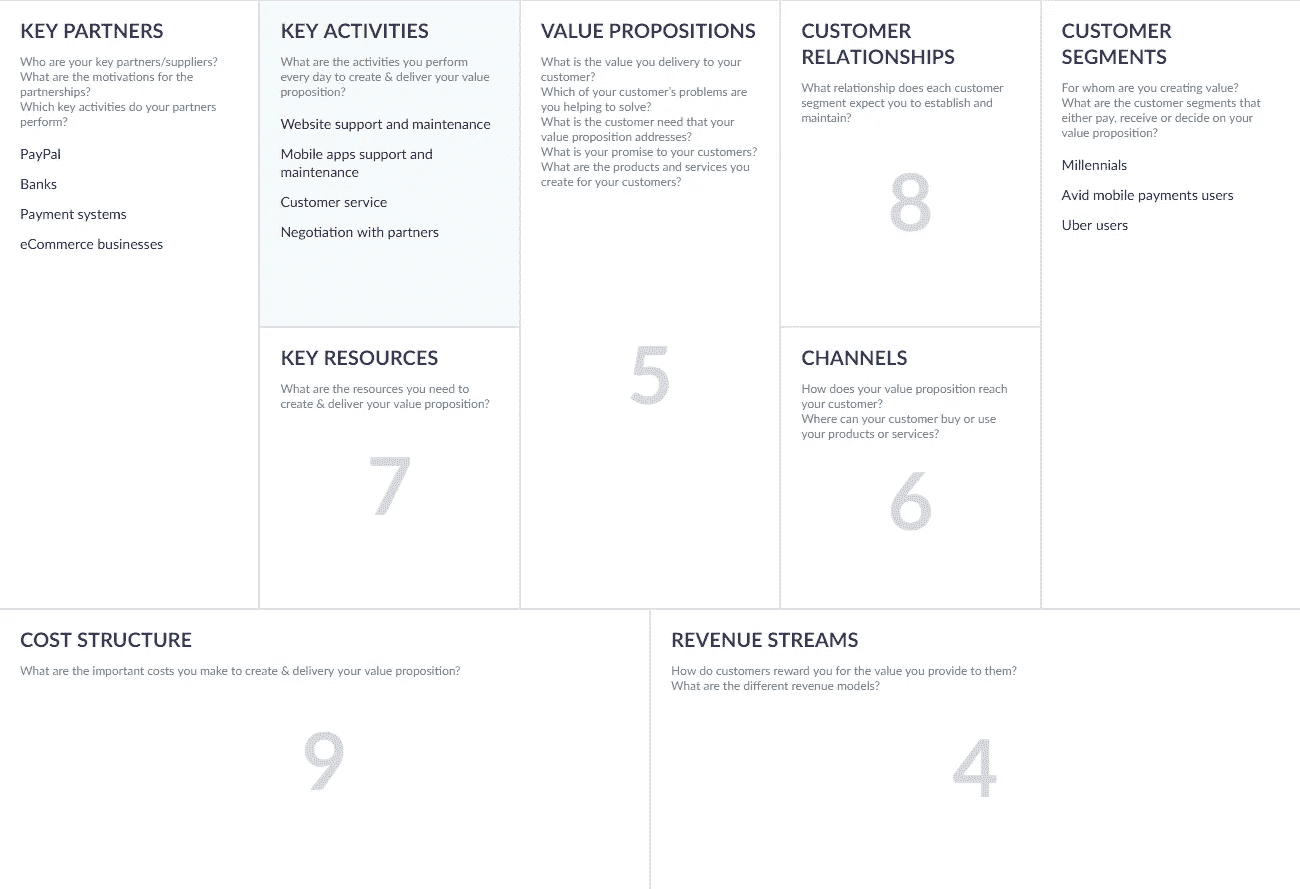 KEY PARTNERS
Who are your key partners/suppliers?
What are the motivations for the
partnerships?
Which key activities do your partners
perform?
PayPal
Banks
Payment systems
eCommerce businesses
KEY ACTIVITIES
What are the activities you perform
every day to create & deliver your value
proposition?
Website support and maintenance
Mobile apps support and
maintenance
Customer service
Negotiation with partners
KEY RESOURCES
What are the resources you need to
create & deliver your value proposition?
7
VALUE PROPOSITIONS
What is the value you delivery to your
customer?
Which of your customer's problems are
you helping to solve?
What is the customer need that your
value proposition addresses?
What is your promise to your customers?
What are the products and services you
create for your customers?
5
CUSTOMER
RELATIONSHIPS
What relationship does each customer
segment expect you to establish and
maintain?
8
CHANNELS
How does your value proposition reach
your customer?
Where can your customer buy or use
your products or services?
6
CUSTOMER
SEGMENTS
For whom are you creating value?
What are the customer segments that
either pay, receive or decide on your
value proposition?
Millennials
Avid mobile payments users
Uber users
COST STRUCTURE
What are the important costs you make to create & delivery your value proposition?
9
REVENUE STREAMS
How do customers reward you for the value you provide to them?
What are the different revenue models?
4